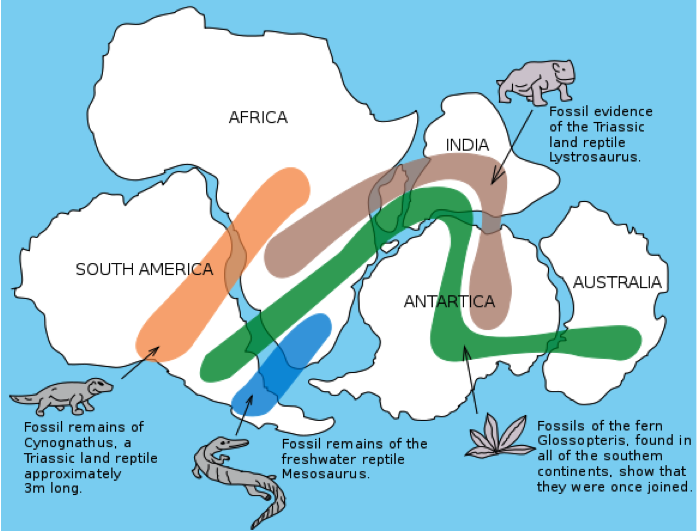 AFRICA
INDIA
Fossil evidence
of the Triassic
land reptile
Lystrosaurus.
SOUTH AMERICA
ANTARTICA
AUSTRALIA
Fossil remains of
Cynognathus, a
Triassic land reptile
approximately
3m long.
Fossil remains of the
freshwater reptile
Mesosaurus.
Fossils of the fern
Glossopteris, found in
all of the southem
continents, show that
they were once joined.